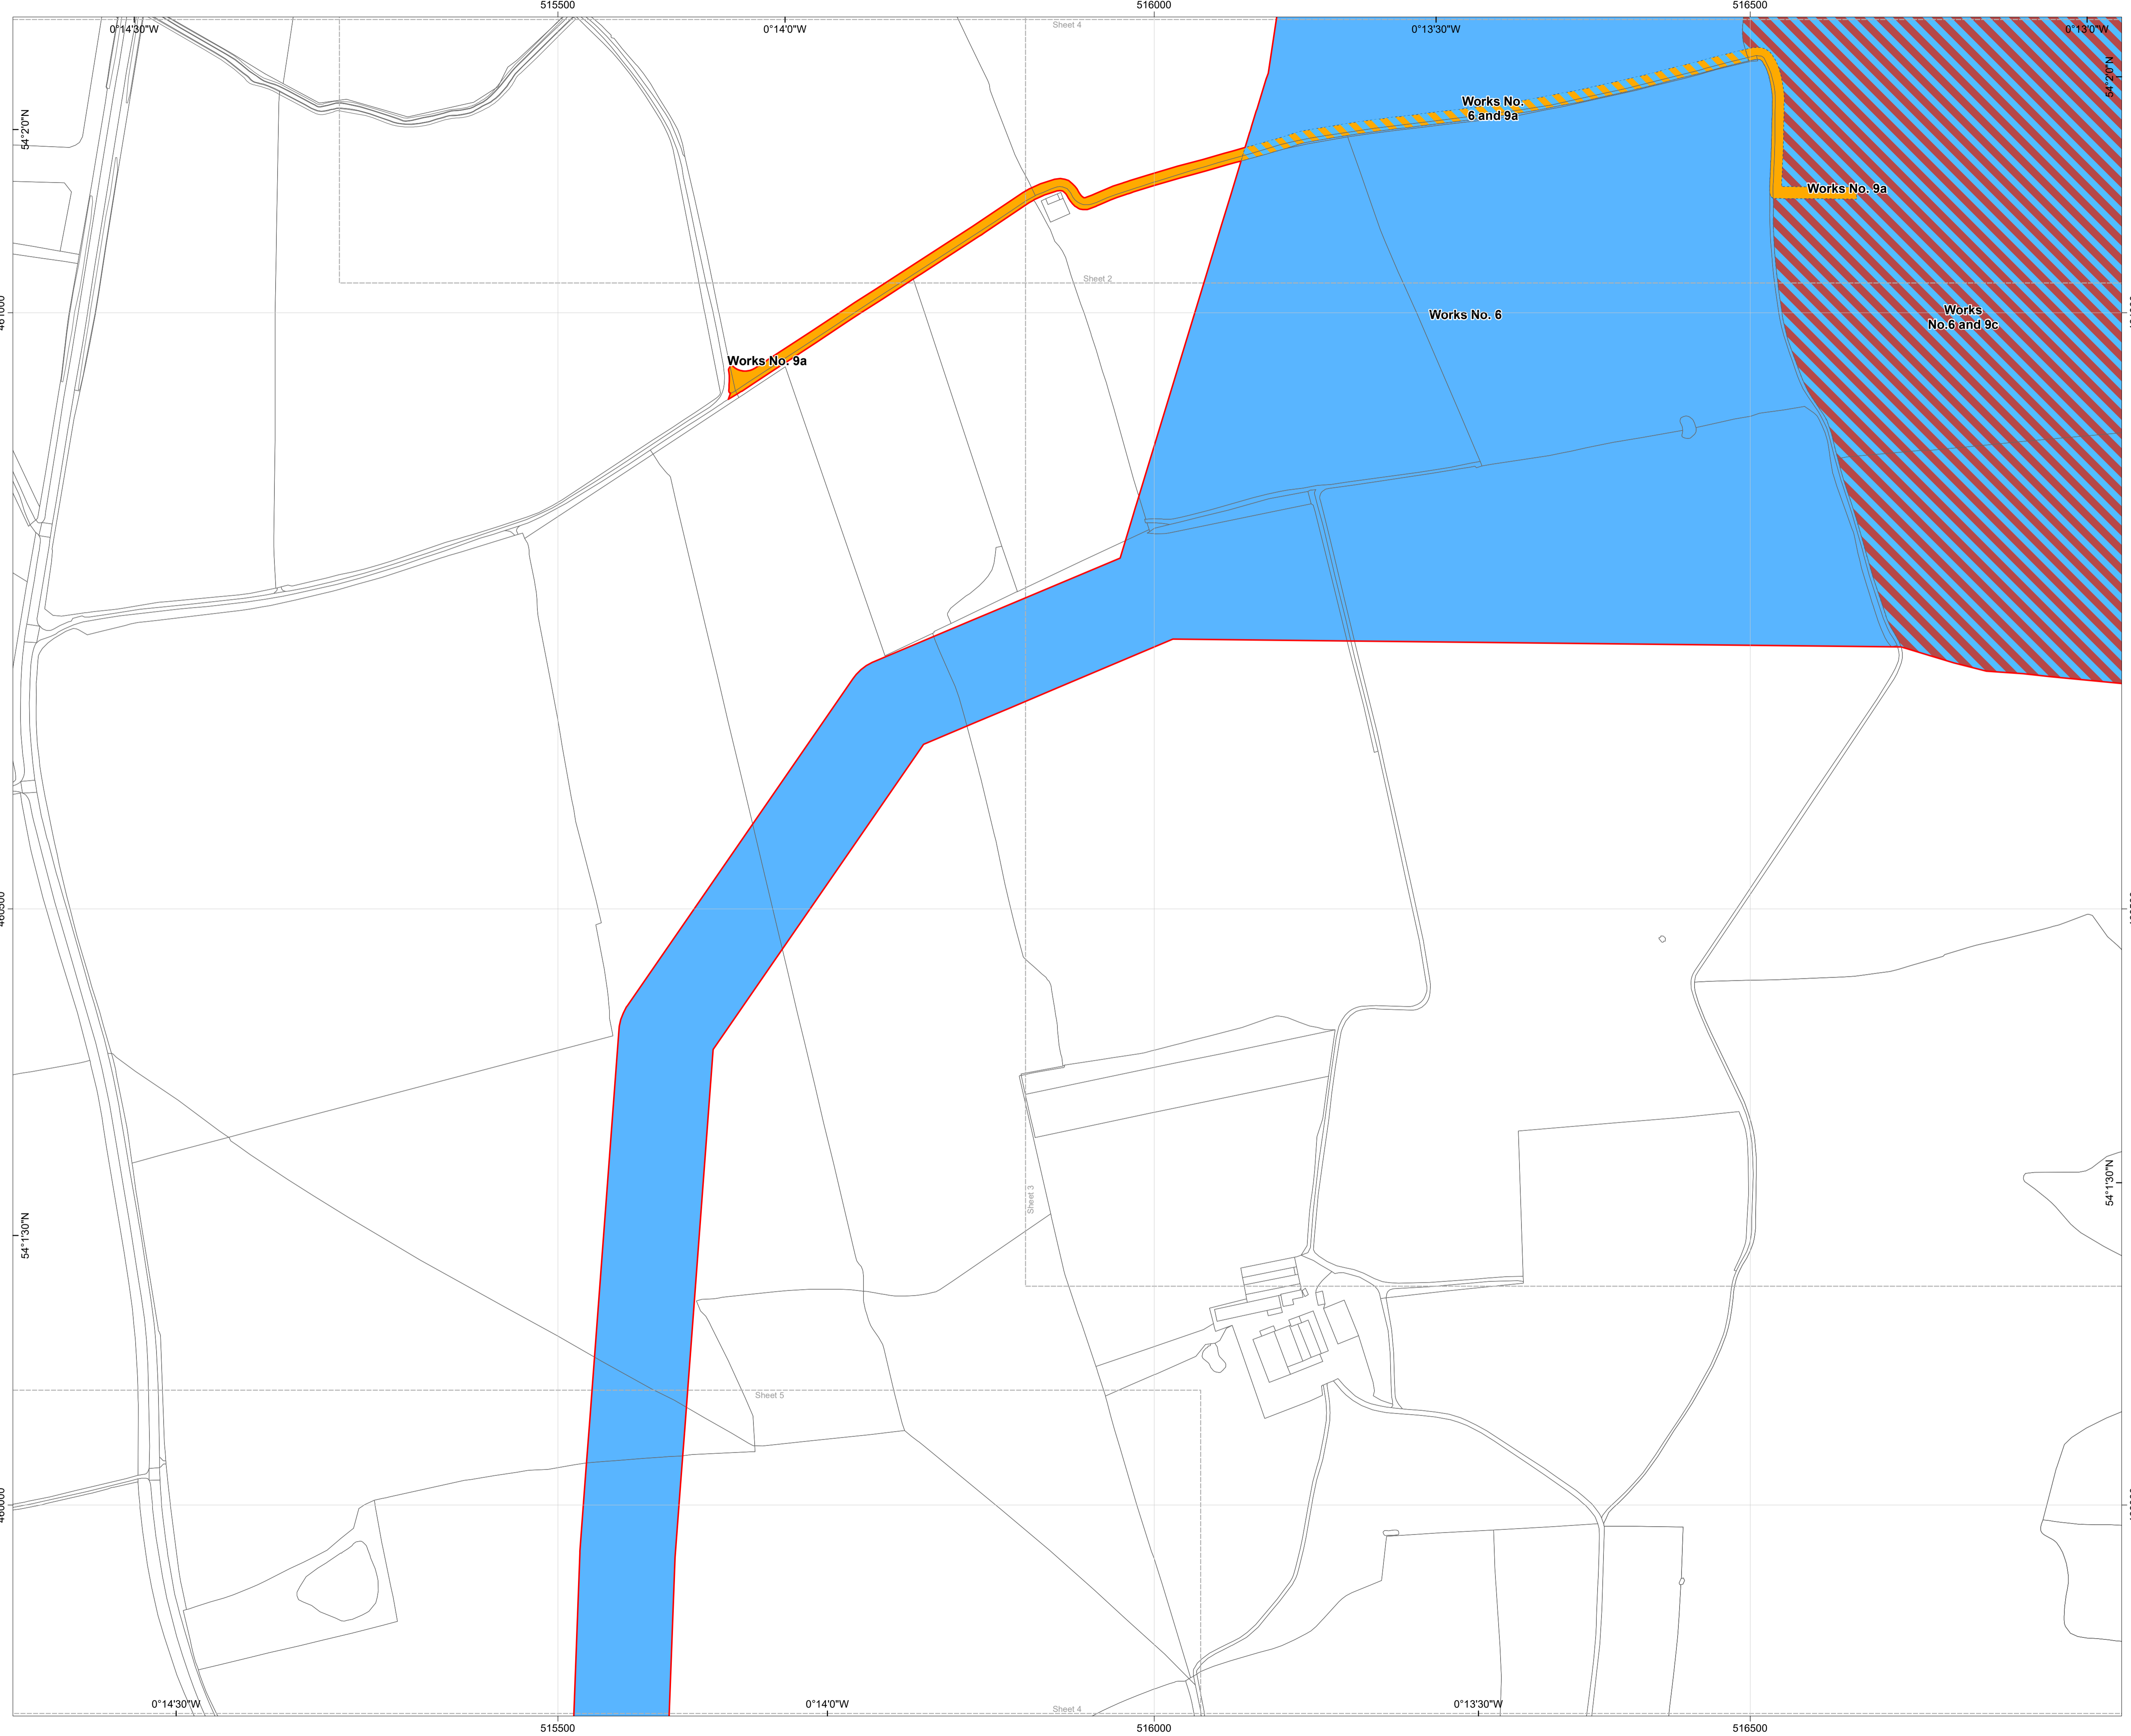 515500
516000
516500
Sheet 4
0°14'30"W
0°14'0"W
0°13'30"W
0°13'0"W
54°2'0"N
54°2'0"N
Works No.
6 and 9a
Works No. 9a
Sheet 2
Works No. 6
Works
No.6 and 9c
Works No. 9a
Sheet 3
54°1'30"N
54°1'30"N
Sheet 5
0°14'30"W
0°14'0"W
0°13'30"W
Sheet 4
515500
516000
516500